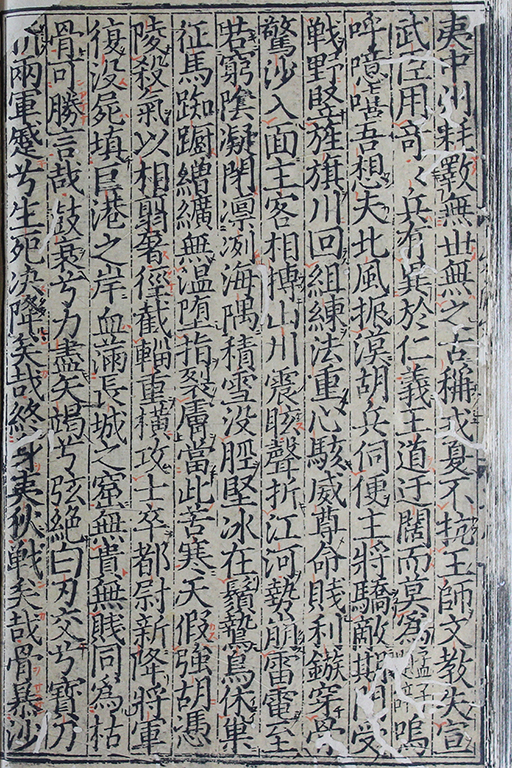 夷中州耗斁無世無之古稱戎夏不抗王師文教失宣
武臣用奇々兵有異於仁義王道迂闊而莫為嗚
呼噫嘻吾想夫北風振漠胡兵伺便主將驕敵期門受
戦野竪旌旗川回組練法重心駭威尊命賤利鏃穿骨
驚沙入面主客相搏山川震眩聲折江河勢崩雷電至
若窮陰凝閉凛冽海隅積雪没脛堅冰在鬚鷙鳥休巢
征馬踟蹰繒纊無温堕指裂膚當此苦寒天假強胡憑
陵殺氣以相翦屠徑截輜重橫攻士卒都尉新降將軍
復没屍填巨港之岸血滿長城之窟無貴無賤同為枯
骨可勝言哉鼓衰兮力盡矢竭兮弦絶白刃交兮寶刀
折兩軍蹙兮生死决降矣哉終身夷狄戰矣哉骨暴沙